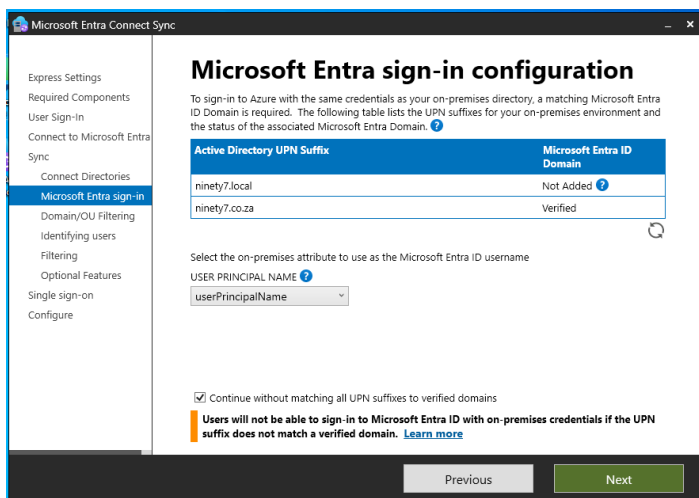 Microsoft Entra Connect Sync
Express Settings
Required Components
User Sign-In
Connect to Microsoft Entra
Sync
Connect Directories
Microsoft Entra sign-in
Domain/OU Filtering
Identifying users
Filtering
Optional Features
Single sign-on
Configure
Microsoft Entra sign-in configuration
To sign-in to Azure with the same credentials as your on-premises directory, a matching Microsoft Entra
ID Domain is required. The following table lists the UPN suffixes for your on-premises environment and
the status of the associated Microsoft Entra Domain. ?
Active Directory UPN Suffix Microsoft Entra ID
Domain
ninety7.local Not Added ?
ninety7.co.za Verified
Select the on-premises attribute to use as the Microsoft Entra ID username
USER PRINCIPAL NAME ?
userPrincipalName
Continue without matching all UPN suffixes to verified domains
Users will not be able to sign-in to Microsoft Entra ID with on-premises credentials if the UPN
suffix does not match a verified domain. Learn more
Previous Next